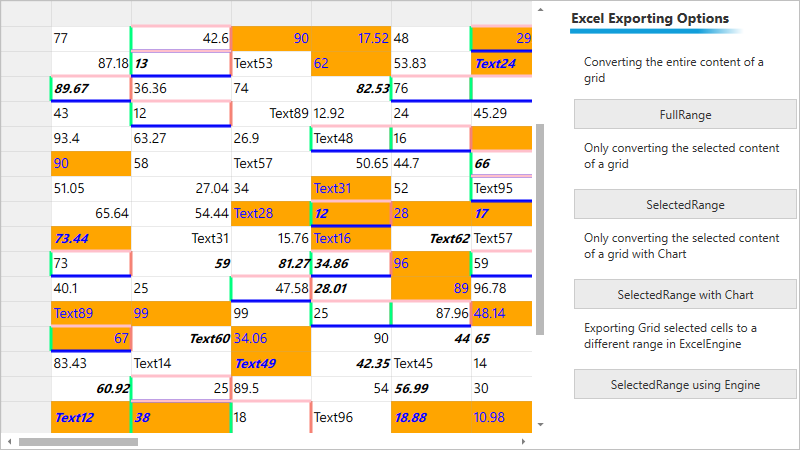 77 42.6 90 17.52 48 29
87.18 13 Text53 62 53.83 Text24
89.67 36.36 74 82.53 76
43 12 Text89 12.92 24 45.29
93.4 63.27 26.9 Text48 16
90 58 Text57 50.65 44.7 66
51.05 27.04 34 Text31 52 Text95
65.64 54.44 Text28 12 28 17
73.44 Text31 15.76 Text16 Text62 Text57
73 59 81.27 34.86 96 59
40.1 25 47.58 28.01 89 96.78
Text89 99 99 25 87.96 48.14
67 Text60 34.06 90 44 65
83.43 Text14 Text49 42.35 Text45 14
60.92 25 89.5 54 56.99 30
Text12 38 18 Text96 18.88 10.98
Excel Exporting Options
Converting the entire content of a
grid
FullRange
Only converting the selected content
of a grid
SelectedRange
Only converting the selected content
of a grid with Chart
SelectedRange with Chart
Exporting Grid selected cells to a
different range in ExcelEngine
SelectedRange using Engine